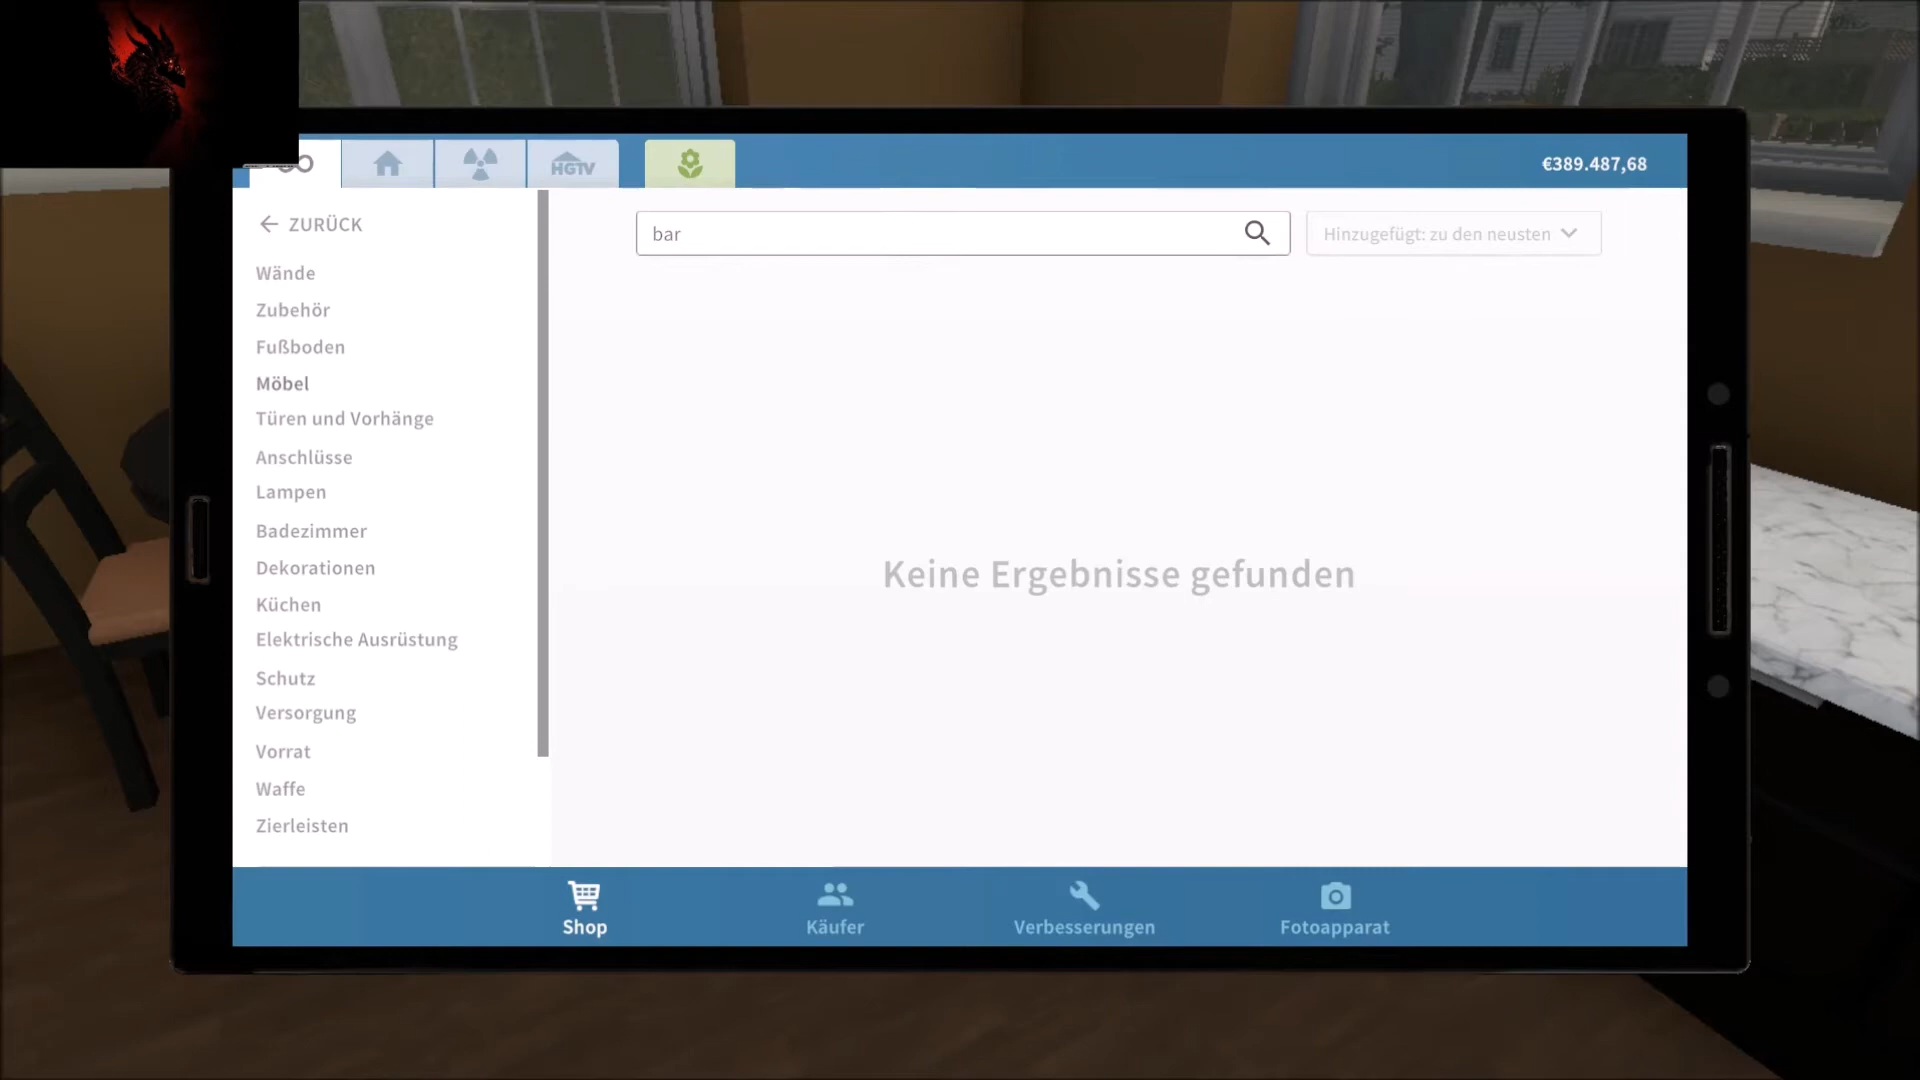 HGTV
€389.487,68
ZURÜCK
bar
Hinzugefügt: zu den neusten
Wände
Zubehör
Fußboden
Möbel
Türen und Vorhänge
Anschlüsse
Lampen
Badezimmer
Dekorationen
Küchen
Elektrische Ausrüstung
Schutz
Versorgung
Vorrat
Waffe
Zierleisten
Keine Ergebnisse gefunden
Shop
Käufer
Verbesserungen
Fotoapparat